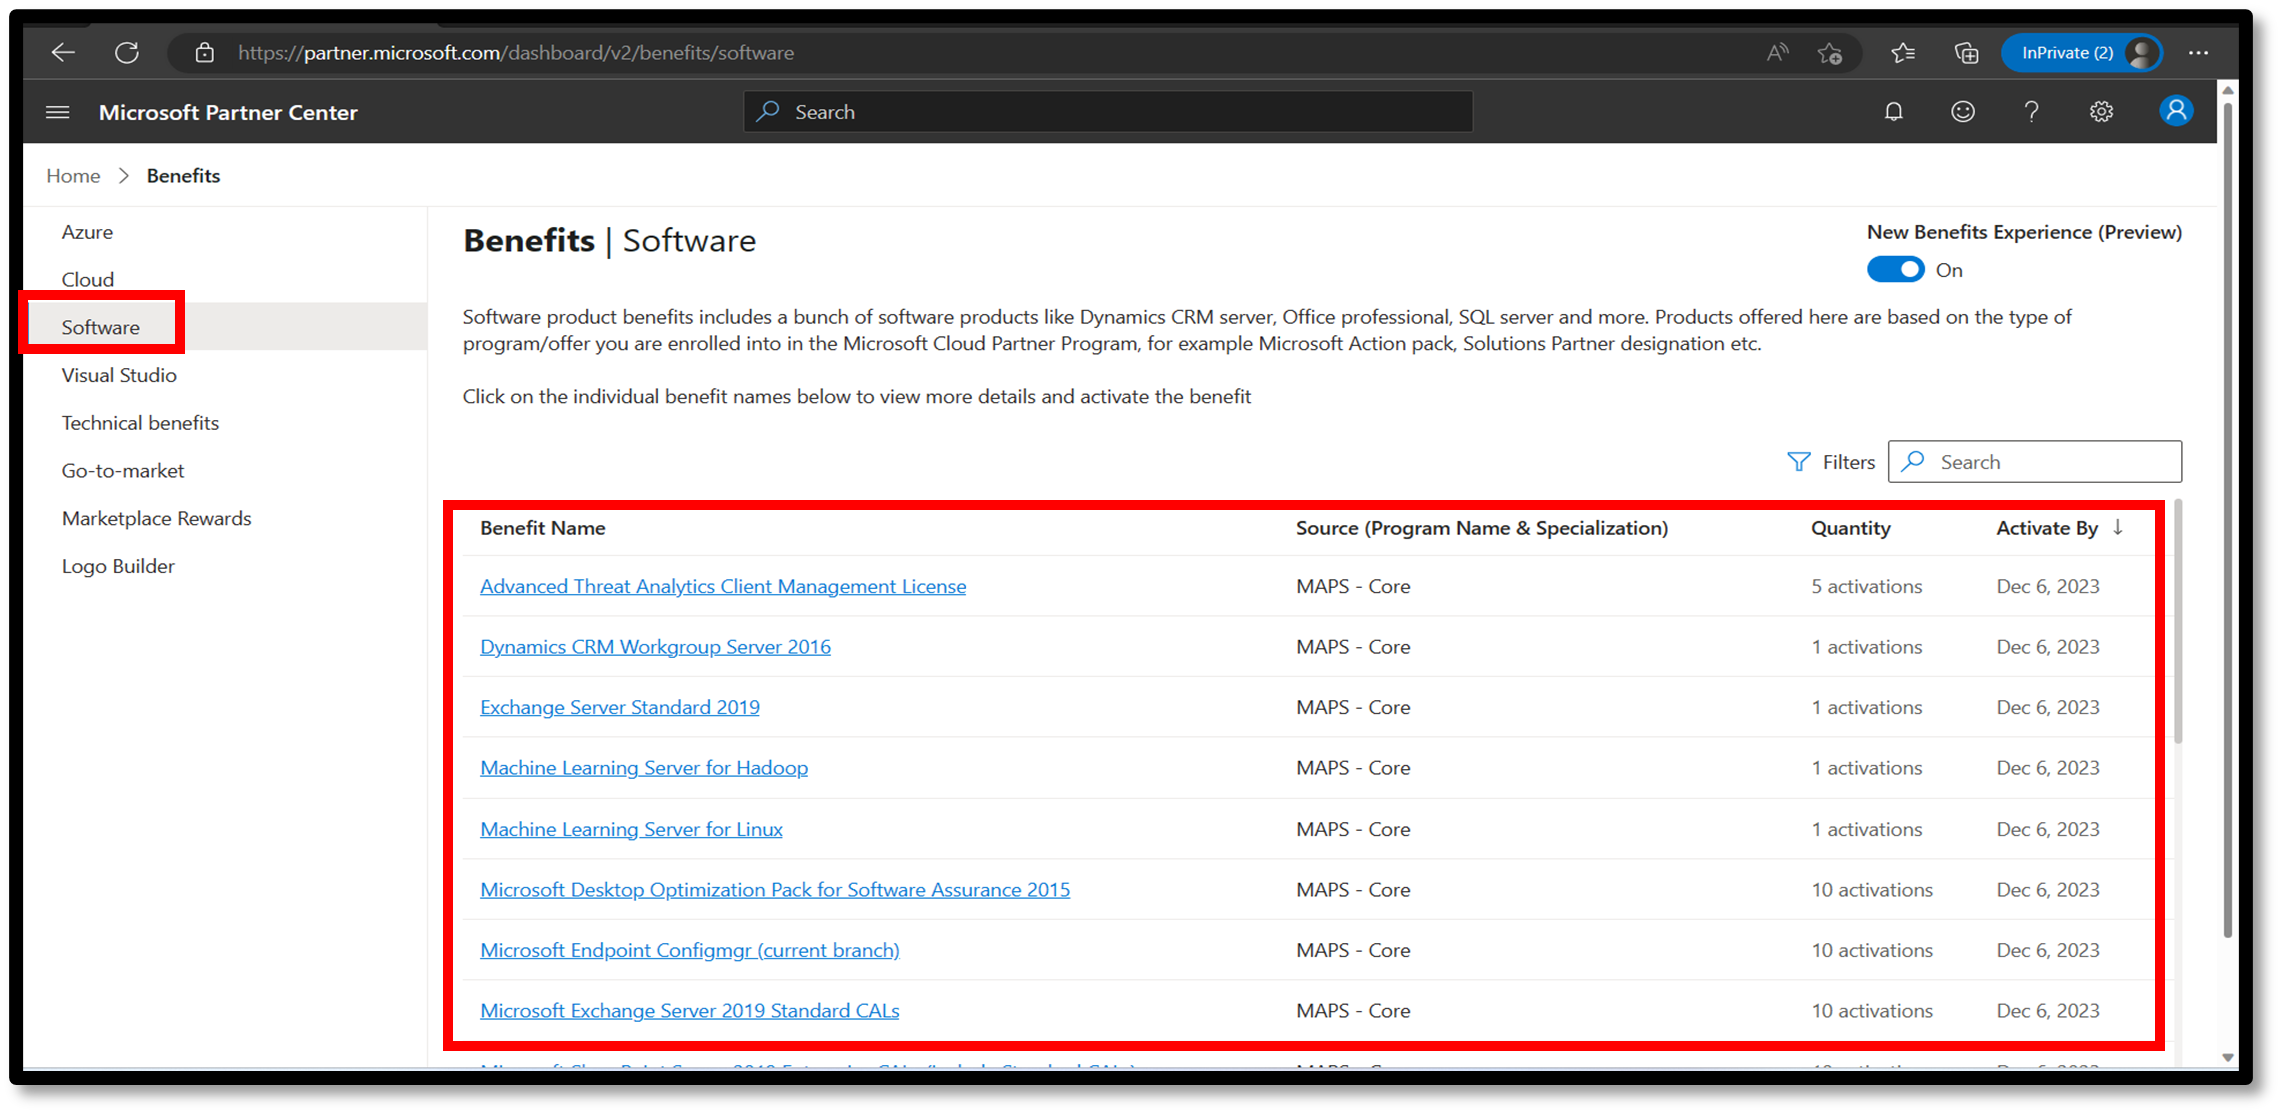 https://partner.microsoft.com/dashboard/v2/benefits/software
InPrivate (2)
Microsoft Partner Center
Search
Home > Benefits
Azure
Cloud
Software
Visual Studio
Technical benefits
Go-to-market
Marketplace Rewards
Logo Builder
Benefits | Software
New Benefits Experience (Preview)
On
Software product benefits includes a bunch of software products like Dynamics CRM server, Office professional, SQL server and more. Products offered here are based on the type of
program/offer you are enrolled into in the Microsoft Cloud Partner Program, for example Microsoft Action pack, Solutions Partner designation etc.
Click on the individual benefit names below to view more details and activate the benefit
Filters
Search
Benefit Name Source (Program Name & Specialization) Quantity Activate By ↓
Advanced Threat Analytics Client Management License MAPS - Core 5 activations Dec 6, 2023
Dynamics CRM Workgroup Server 2016 MAPS - Core 1 activations Dec 6, 2023
Exchange Server Standard 2019 MAPS - Core 1 activations Dec 6, 2023
Machine Learning Server for Hadoop MAPS - Core 1 activations Dec 6, 2023
Machine Learning Server for Linux MAPS - Core 1 activations Dec 6, 2023
Microsoft Desktop Optimization Pack for Software Assurance 2015 MAPS - Core 10 activations Dec 6, 2023
Microsoft Endpoint Configmgr (current branch) MAPS - Core 10 activations Dec 6, 2023
Microsoft Exchange Server 2019 Standard CALs MAPS - Core 10 activations Dec 6, 2023